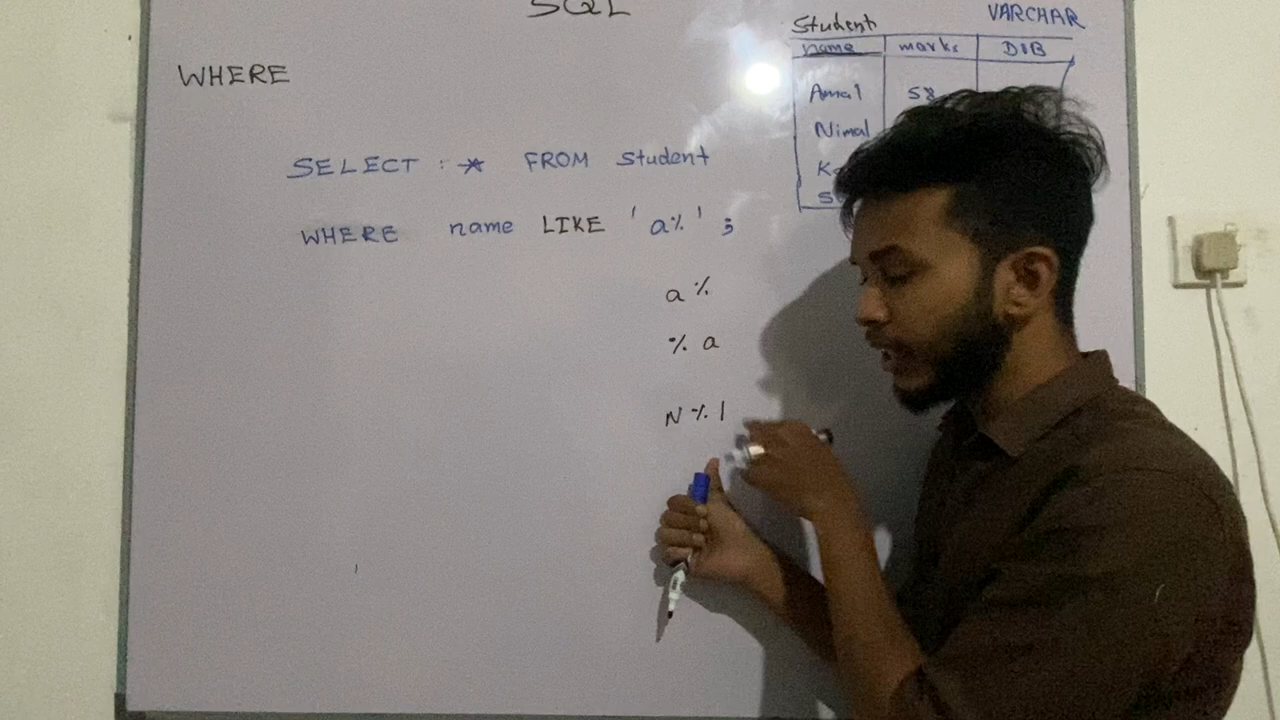 SQL
WHERE
SELECT : * FROM Student
WHERE name LIKE 'a%' ;
a %
% a
N % l
VARCHAR
Student
name marks DOB
Amal 58
Nimal
K
S